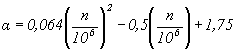 α = 0,064(n/10⁶)² − 0,5(n/10⁶) + 1,75